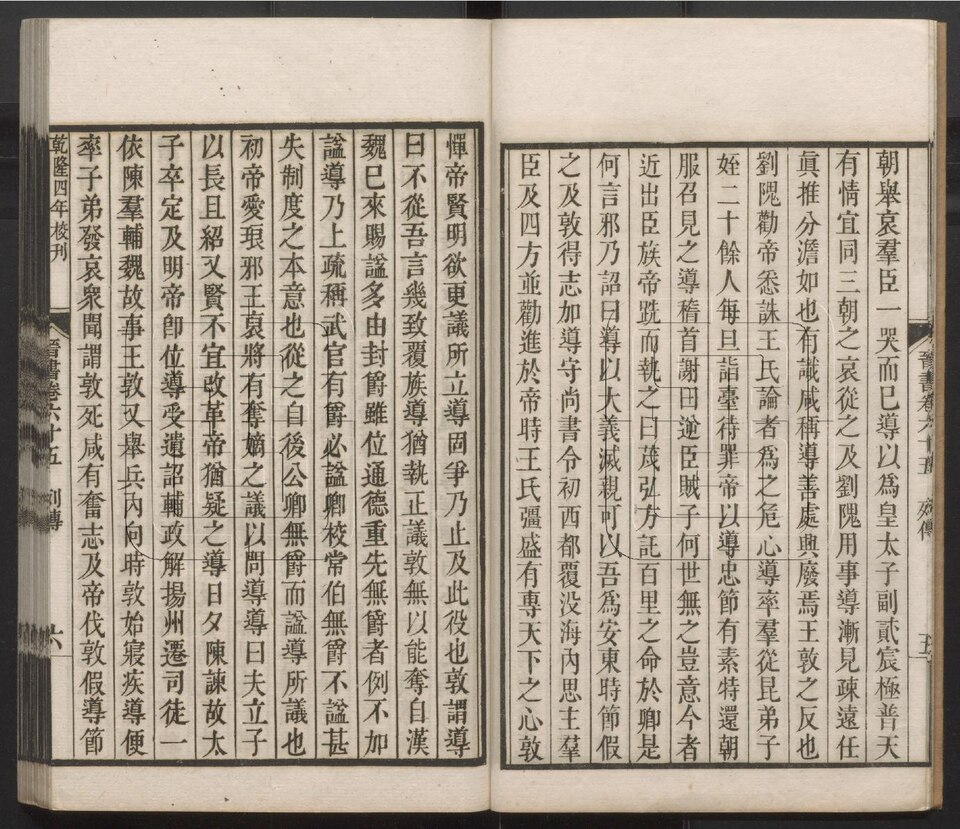 朝舉哀羣臣一哭而已導以爲皇太子副貳宸極普天
有情宜同三朝之哀從之及劉隗用事導漸見疎遠任
眞推分澹如也有識咸稱導善處興廢焉王敦之反也
劉隗勸帝悉誅王氏論者爲之危心導率羣從昆弟子
姪二十餘人每旦詣臺待罪帝以導忠節有素特還朝
服召見之導稽首謝曰逆臣賊子何世無之豈意今者
近出臣族帝跣而執之曰茂弘方託百里之命於卿是
何言邪乃詔曰導以大義滅親可以吾爲安東時節假
之及敦得志加導守尚書令初西都覆没海內思主羣
臣及四方並勸進於帝時王氏彊盛有專天下之心敦
晉書卷六十五 列傳 五
憚帝賢明欲更議所立導固爭乃止及此役也敦謂導
曰不從吾言幾致覆族導猶執正議敦無以能奪自漢
魏已來賜諡多由封爵雖位通德重先無爵者例不加
諡導乃上疏稱武官有爵必諡卿校常伯無爵不諡甚
失制度之本意也從之自後公卿無爵而諡導所議也
初帝愛琅邪王裒將有奪嫡之議以問導導曰夫立子
以長且紹又賢不宜改革帝猶疑之導日夕陳諫故太
子卒定及明帝卽位導受遺詔輔政解揚州遷司徒一
依陳羣輔魏故事王敦又舉兵內向時敦始寢疾導便
率子弟發哀衆聞謂敦死咸有奮志及帝伐敦假導節
乾隆四年校刊
晉書卷六十五 列傳 六